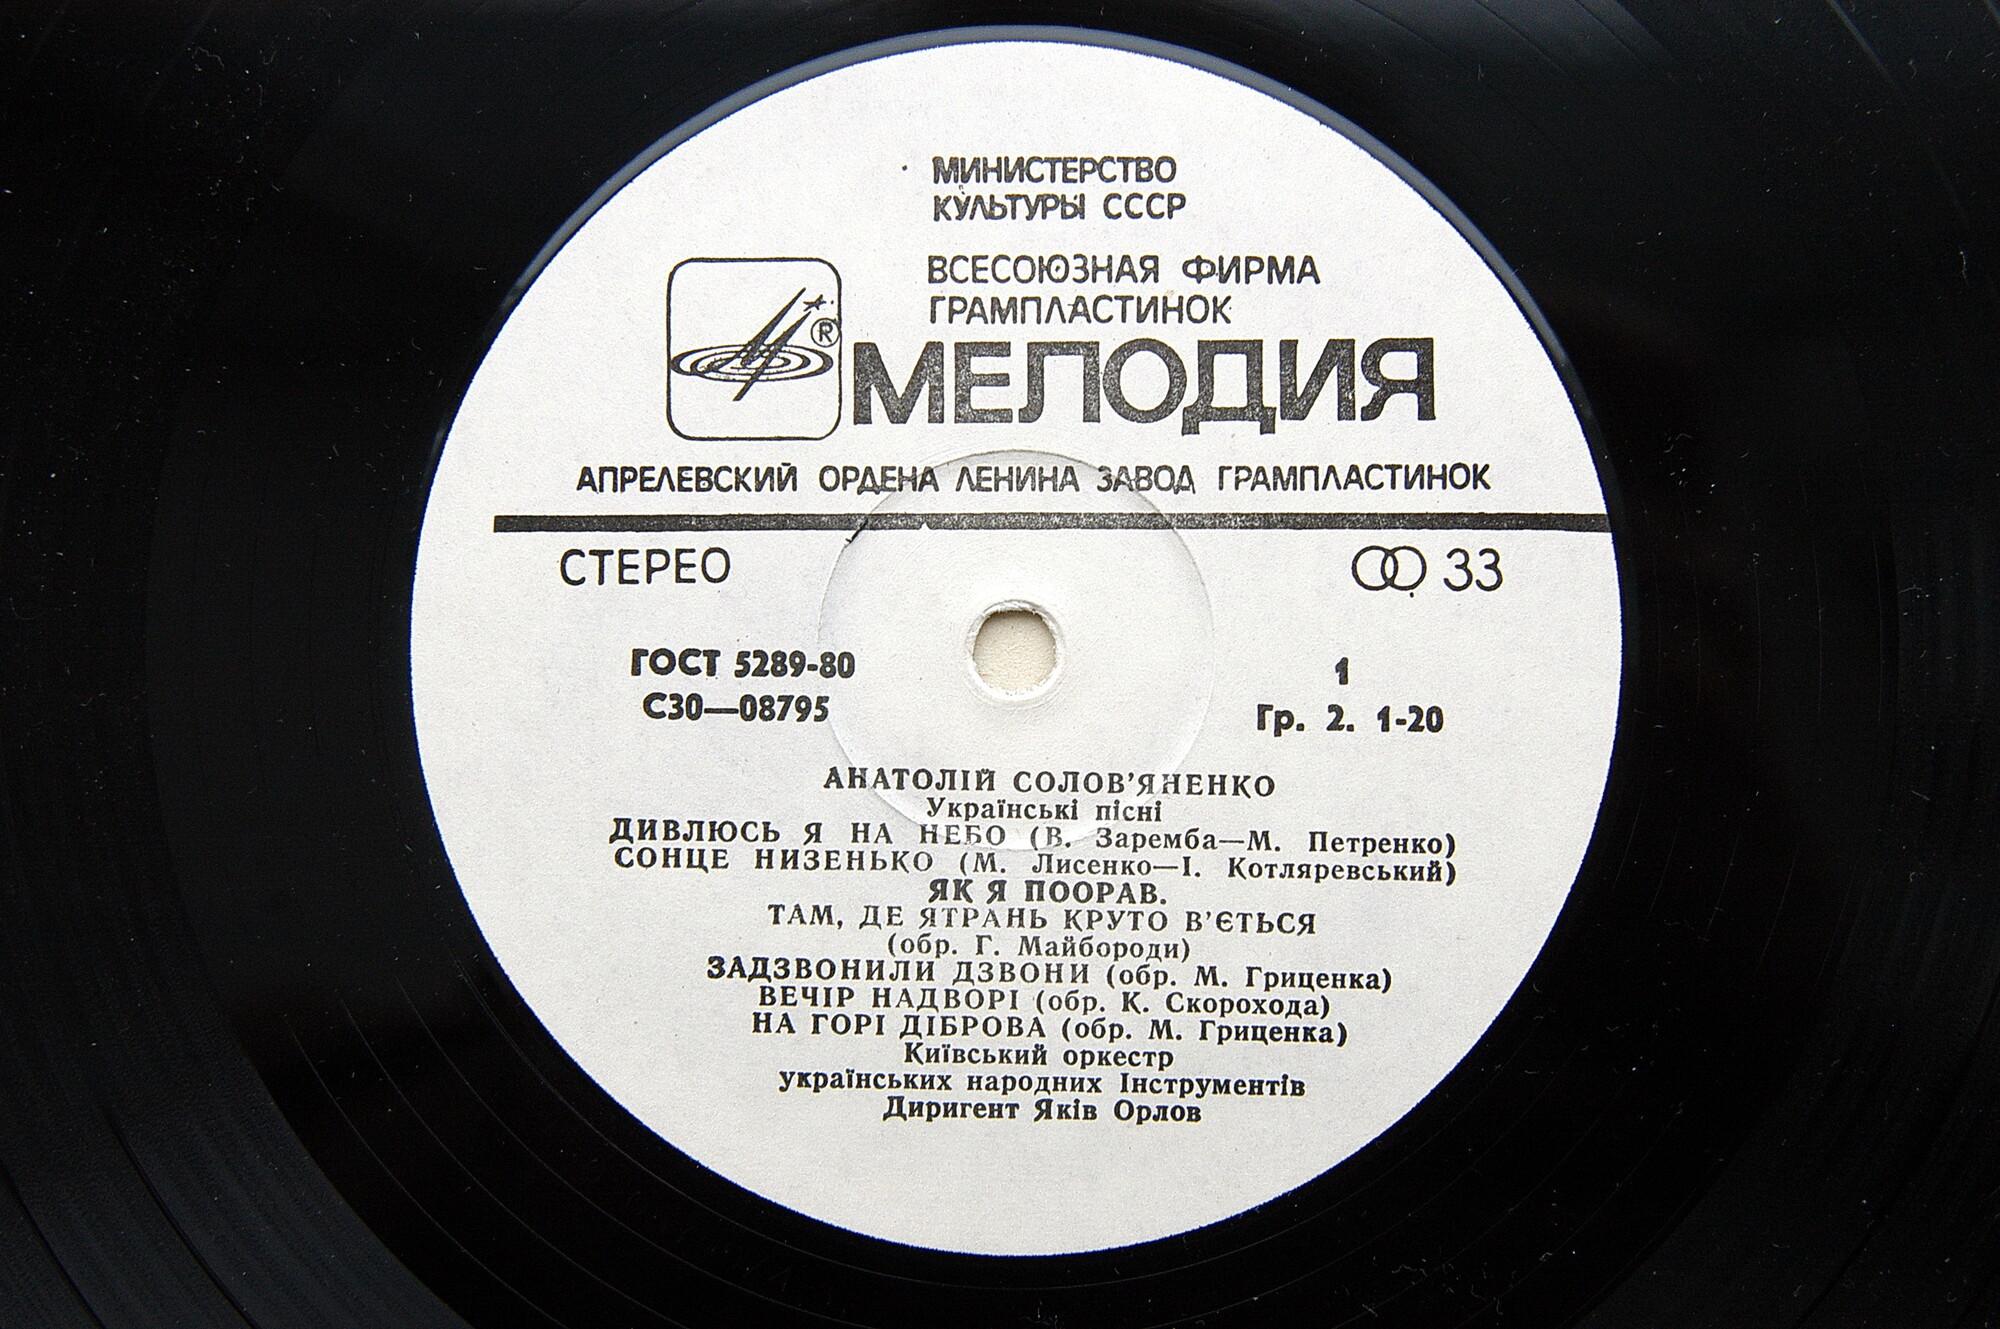 МИНИСТЕРСТВО
КУЛЬТУРЫ СССР
ВСЕСОЮЗНАЯ ФИРМА
ГРАМПЛАСТИНОК
®
МЕЛОДИЯ
АПРЕЛЕВСКИЙ ОРДЕНА ЛЕНИНА ЗАВОД ГРАМПЛАСТИНОК
СТЕРЕО
33
ГОСТ 5289-80
С30—08795
1
Гр. 2. 1-20
АНАТОЛІЙ СОЛОВ'ЯНЕНКО
Українські пісні
ДИВЛЮСЬ Я НА НЕБО (В. Заремба—М. Петренко)
СОНЦЕ НИЗЕНЬКО (М. Лисенко—І. Котляревський)
ЯК Я ПООРАВ.
ТАМ, ДЕ ЯТРАНЬ КРУТО В'ЄТЬСЯ
(обр. Г. Майбороди)
ЗАДЗВОНИЛИ ДЗВОНИ (обр. М. Гриценка)
ВЕЧІР НАДВОРІ (обр. К. Скорохода)
НА ГОРІ ДІБРОВА (обр. М. Гриценка)
Київський оркестр
українських народних Інструментів
Диригент Яків Орлов